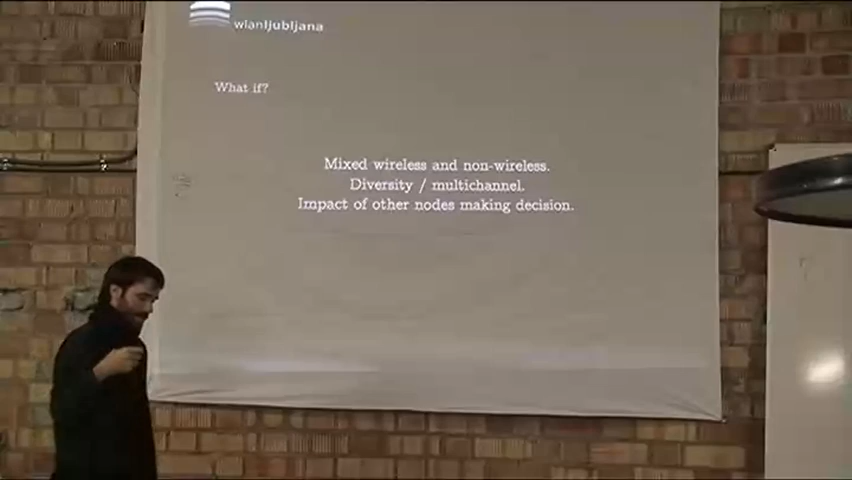 wlanljubljana
What if?
Mixed wireless and non-wireless.
Diversity / multichannel.
Impact of other nodes making decision.